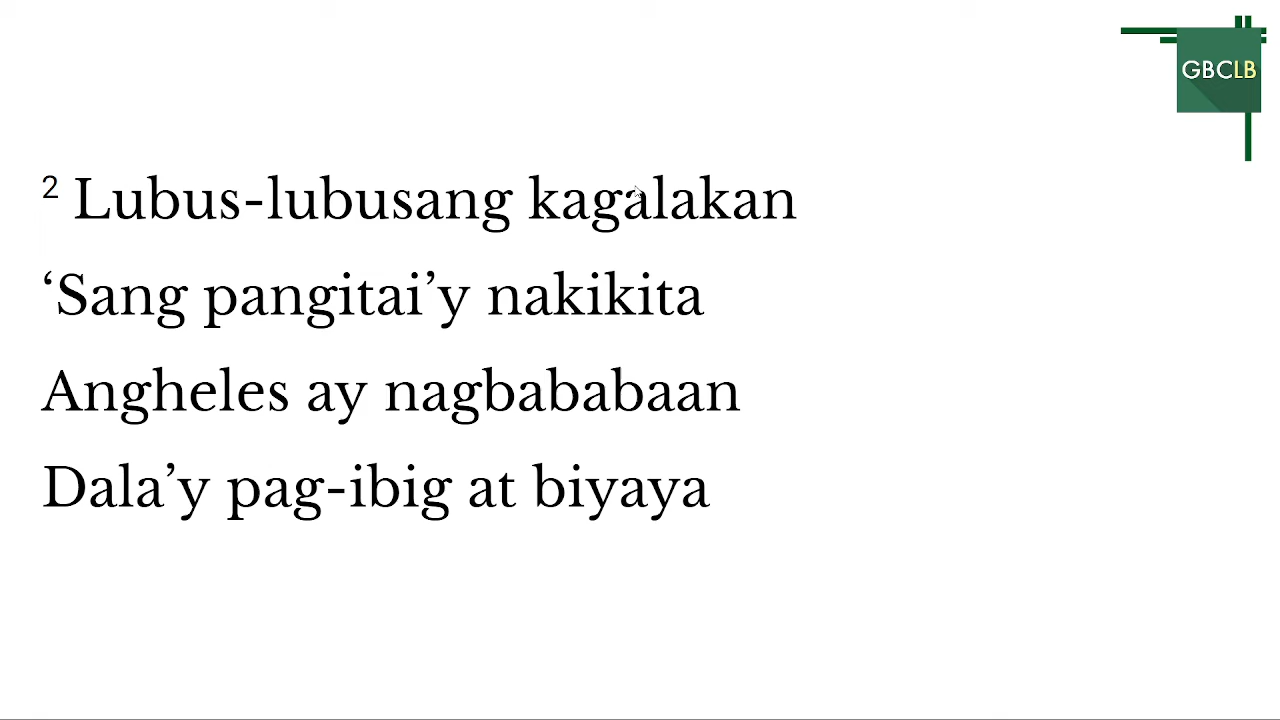 GBCLB
2 Lubus-lubusang kagalakan
‘Sang pangitai’y nakikita
Angheles ay nagbababaan
Dala’y pag-ibig at biyaya